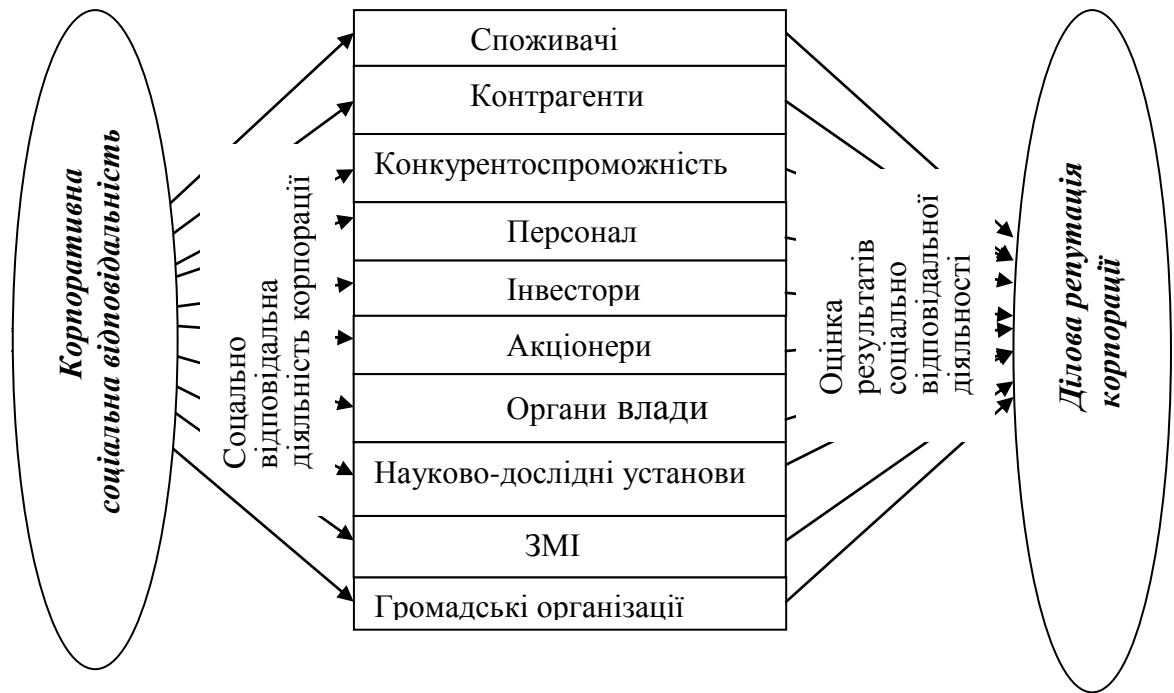 Корпоративна
соціальна відповідальність
Соцально
відповідальна
діяльність корпорації
Споживачі
Контрагенти
Конкурентоспроможність
Персонал
Інвестори
Акціонери
Органи влади
Науково-дослідні установи
ЗМІ
Громадські організації
Оцінка
результатів
соціально
відповідальної
діяльності
Ділова репутація
корпорації